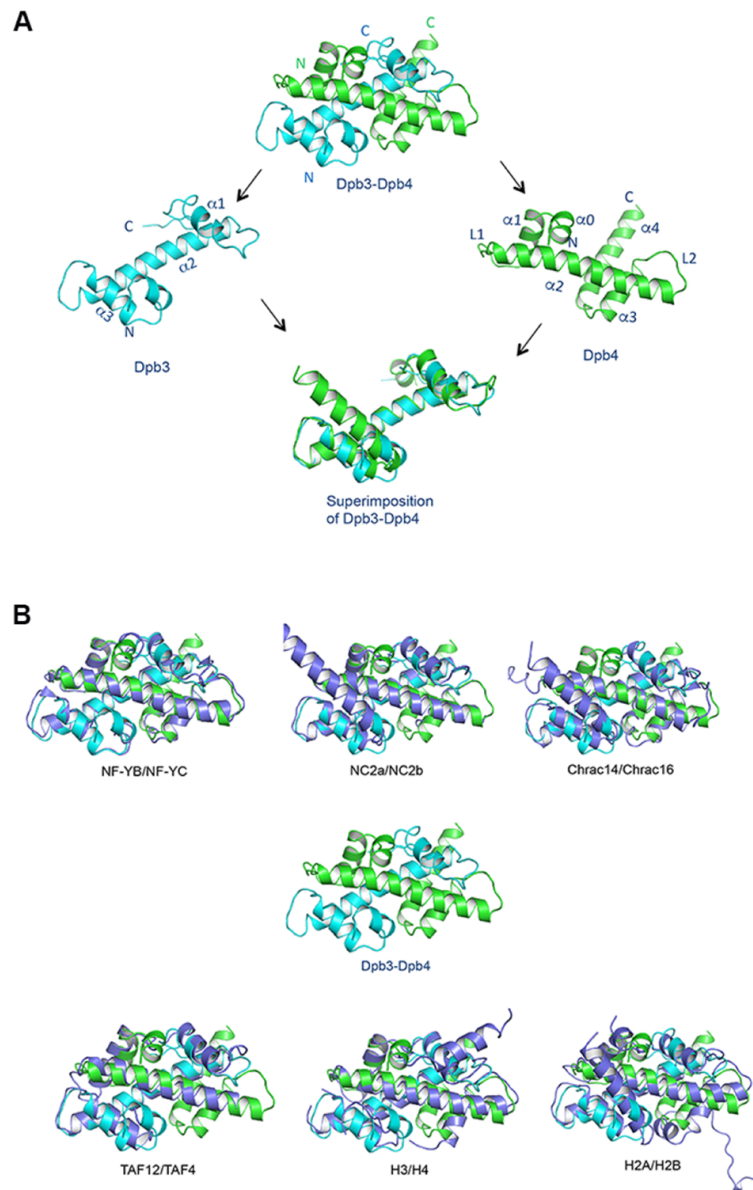 A
C
C
N
N
Dpb3-Dpb4
α1
C
α2
α3
N
Dpb3
C
α1
α0
α4
N
L1
L2
α2
α3
Dpb4
Superimposition
of Dpb3-Dpb4
B
NF-YB/NF-YC
NC2a/NC2b
Chrac14/Chrac16
Dpb3-Dpb4
TAF12/TAF4
H3/H4
H2A/H2B